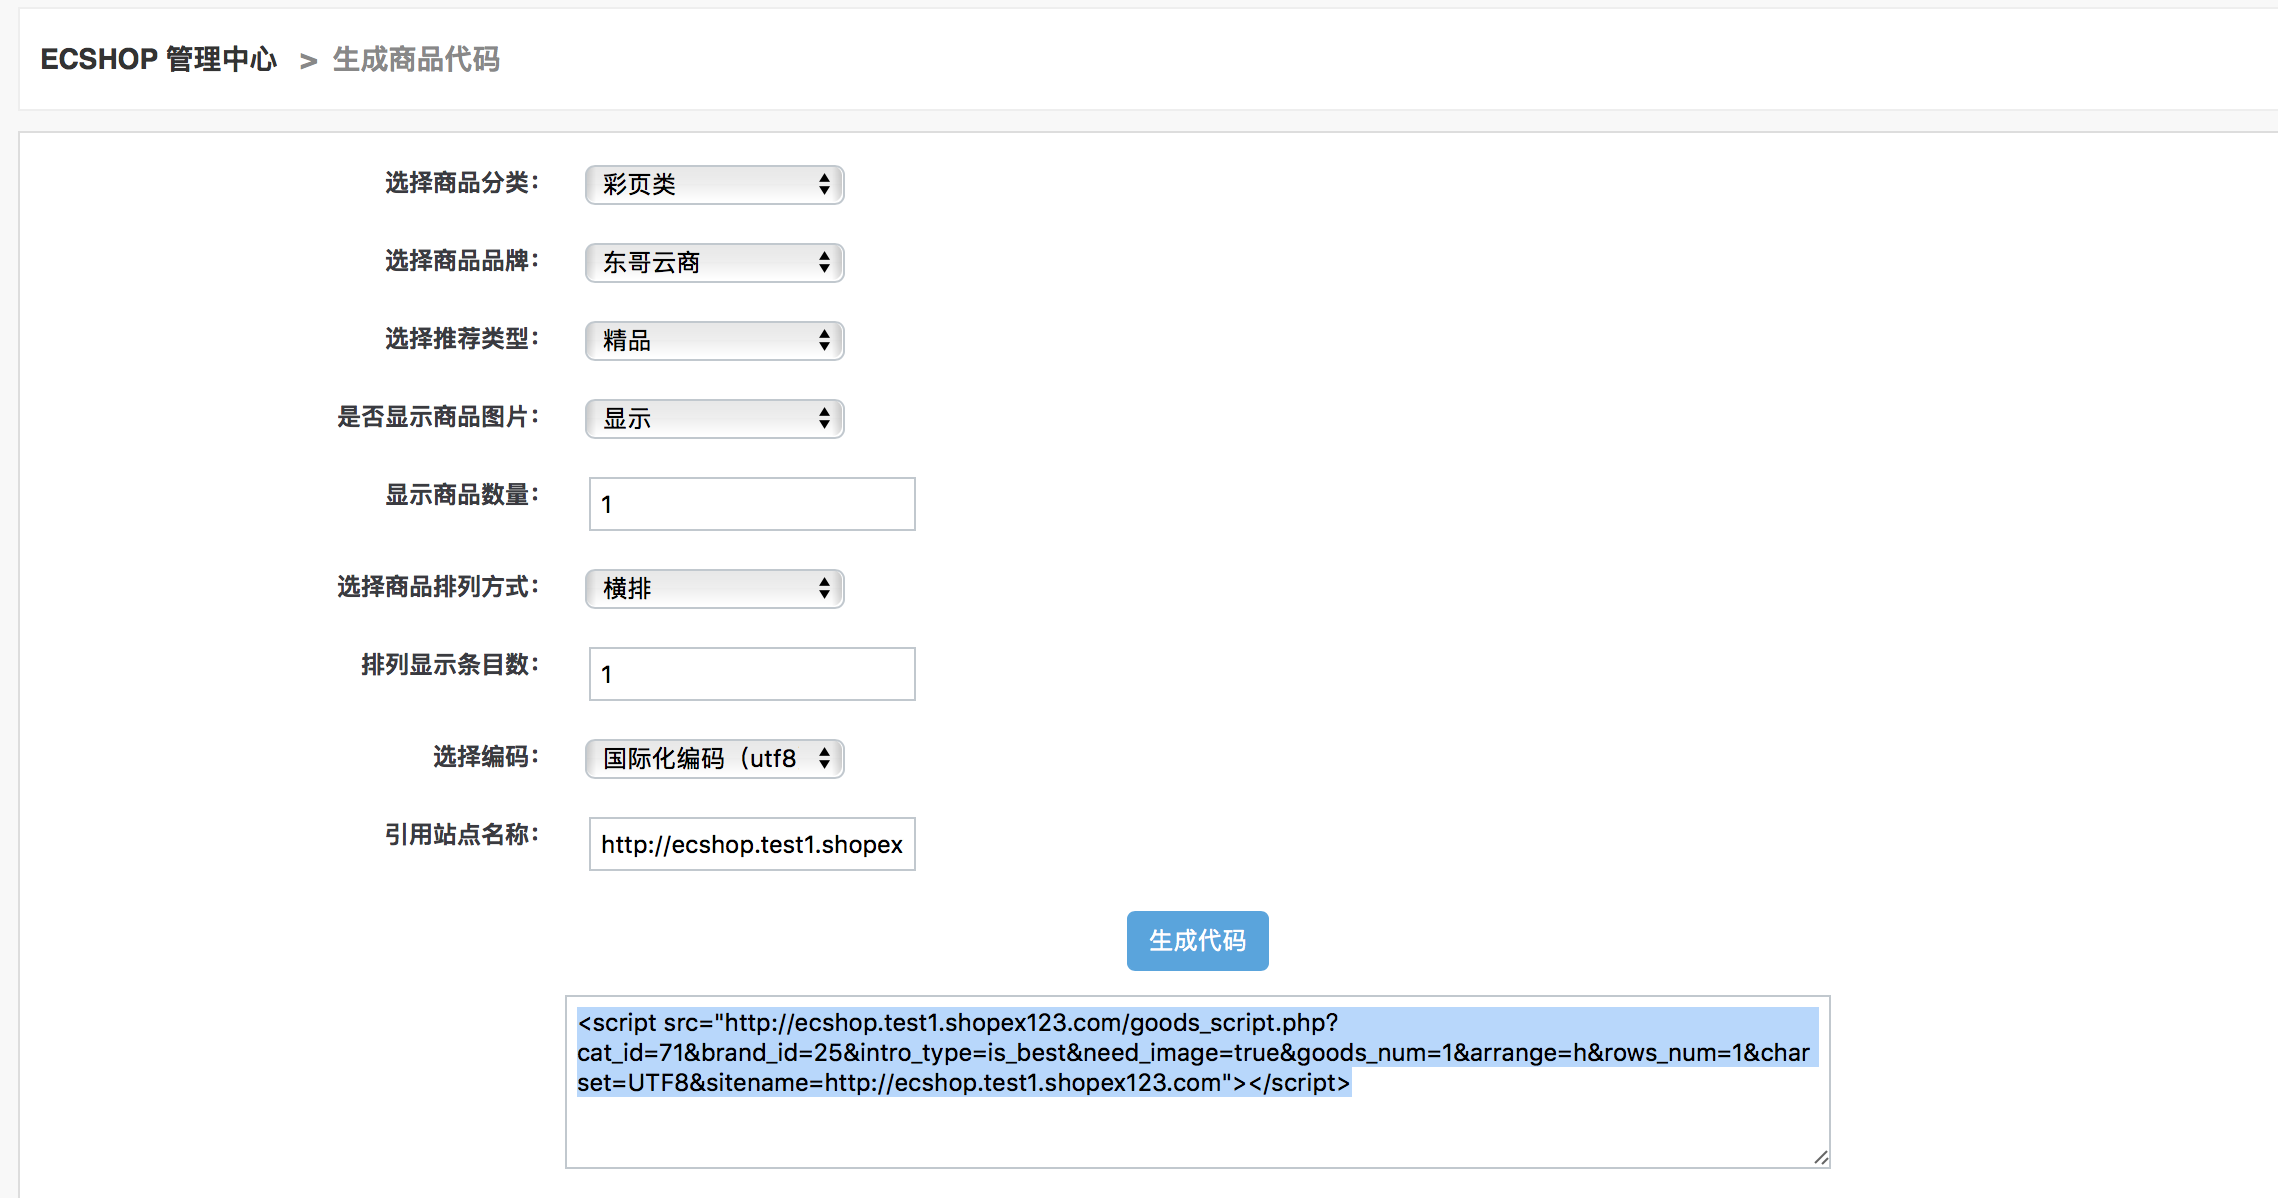 ECSHOP 管理中心 > 生成商品代码
选择商品分类： 彩页类
选择商品品牌： 东哥云商
选择推荐类型： 精品
是否显示商品图片： 显示
显示商品数量： 1
选择商品排列方式： 横排
排列显示条目数： 1
选择编码： 国际化编码（utf8
引用站点名称： http://ecshop.test1.shopex
生成代码
<script src="http://ecshop.test1.shopex123.com/goods_script.php?
cat_id=71&brand_id=25&intro_type=is_best&need_image=true&goods_num=1&arrange=h&rows_num=1&char
set=UTF8&sitename=http://ecshop.test1.shopex123.com"></script>